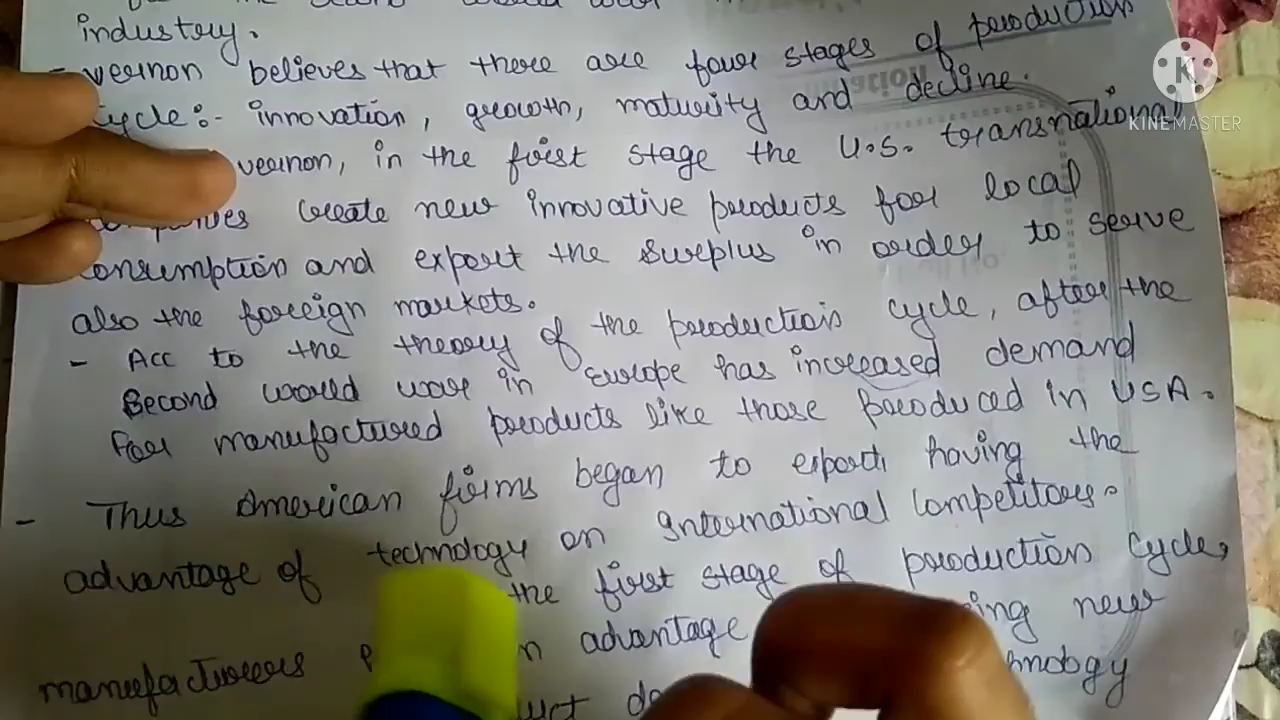 industry.
- vernon believes that there are four stages of production
cycle:- innovation, growth, maturity and decline.
vernon, in the first stage the U.S. transnational
create new innovative products for local
consumption and export the surplus in order to serve
also the foreign markets.
- Acc to the theory of the production cycle, after the
Second world war in Europe has increased demand
For manufactured products like those produced in USA.
- Thus American firms began to export having the
advantage of technology on International Competitors.
the first stage of production cycle,
manufacturers advantage new
KINEMASTER